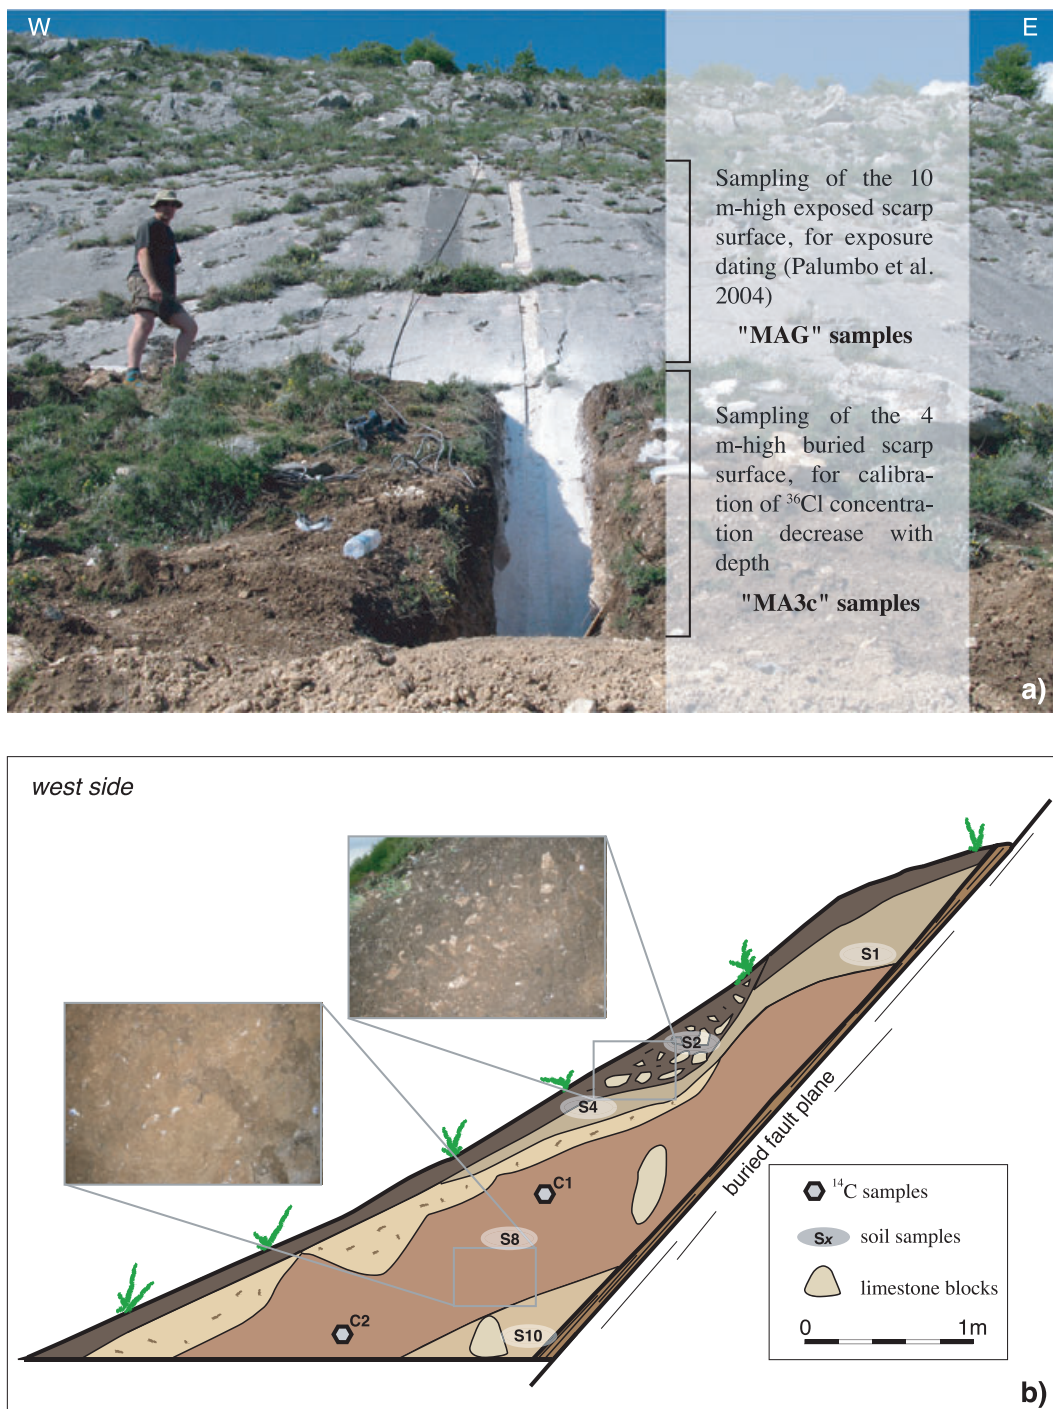 W
E
Sampling of the 10
m-high exposed scarp
surface, for exposure
dating (Palumbo et al.
2004)
"MAG" samples
Sampling of the 4
m-high buried scarp
surface, for calibra-
tion of ³⁶Cl concentra-
tion decrease with
depth
"MA3c" samples
a)
west side
S1
S2
S4
C1
S8
C2
S10
buried fault plane
¹⁴C samples
Sx soil samples
limestone blocks
0 1m
b)